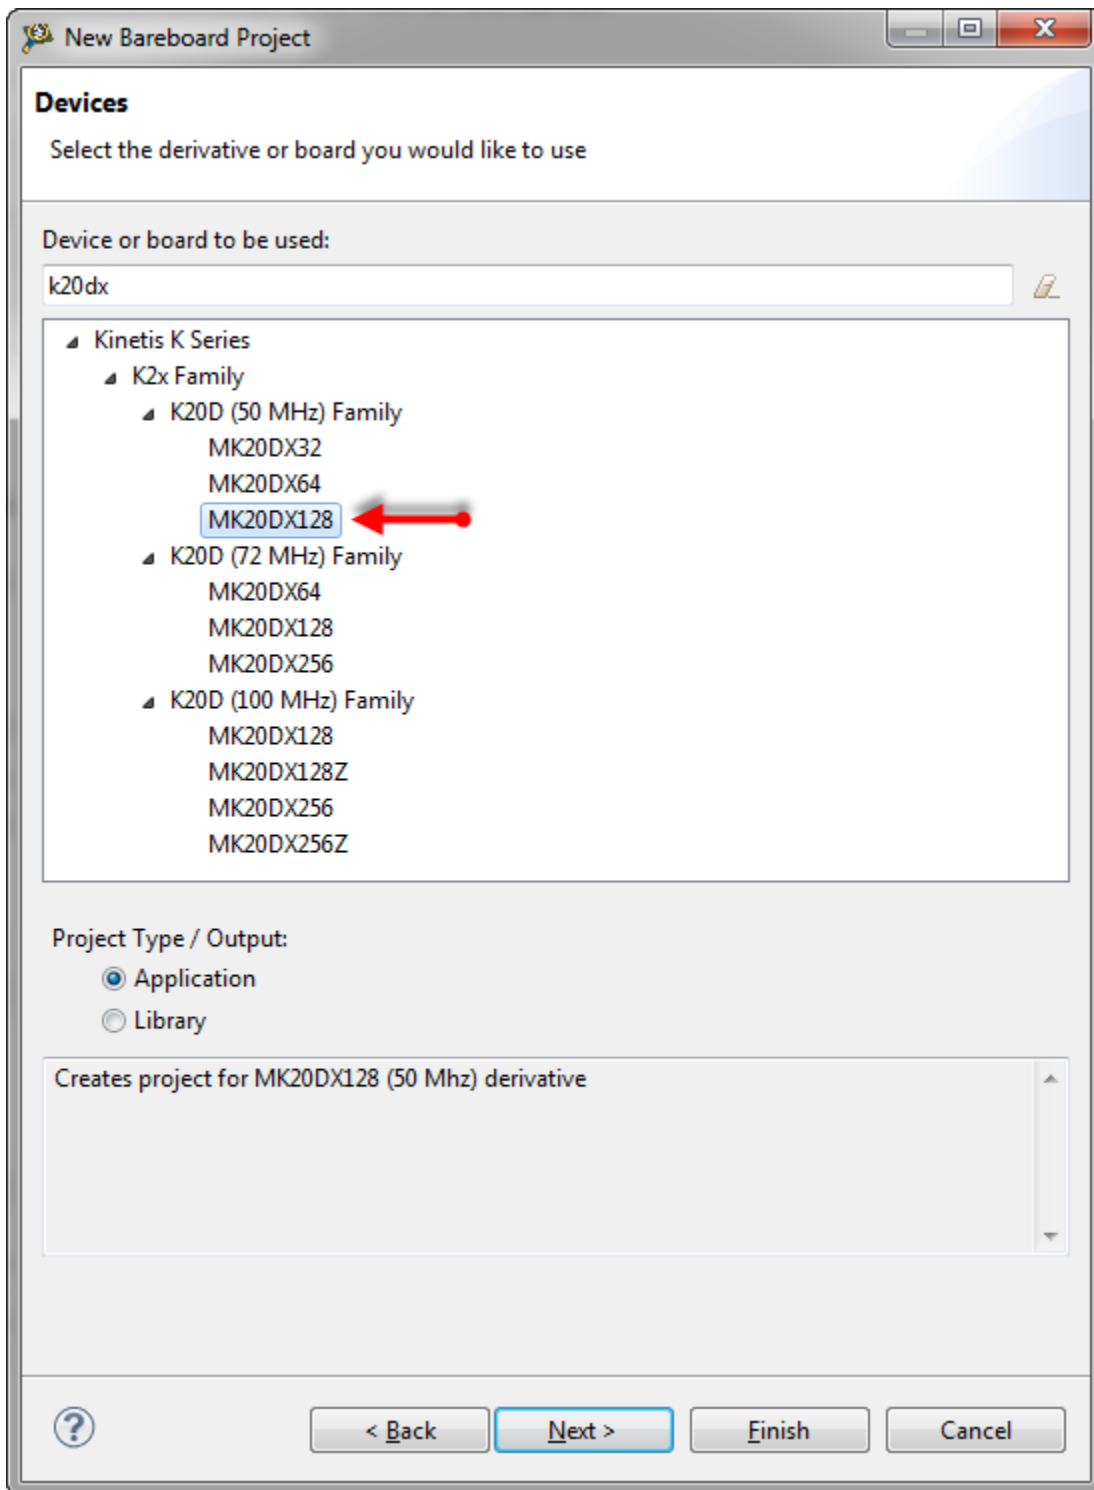 New Bareboard Project
Devices
Select the derivative or board you would like to use
Device or board to be used:
k20dx
Kinetis K Series
K2x Family
K20D (50 MHz) Family
MK20DX32
MK20DX64
MK20DX128
K20D (72 MHz) Family
MK20DX64
MK20DX128
MK20DX256
K20D (100 MHz) Family
MK20DX128
MK20DX128Z
MK20DX256
MK20DX256Z
Project Type / Output:
Application
Library
Creates project for MK20DX128 (50 Mhz) derivative
? < Back Next > Finish Cancel